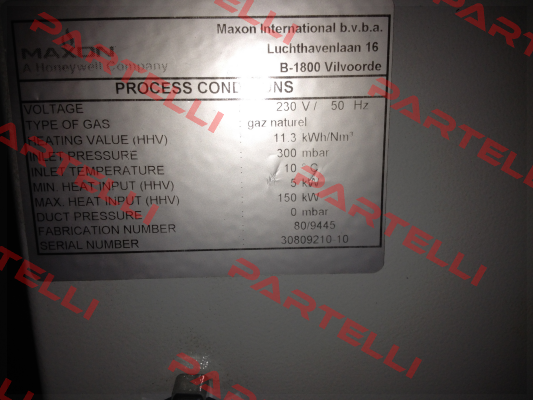 MAXON
A Honeywell Company
Maxon International b.v.b.a.
Luchthavenlaan 16
B-1800 Vilvoorde
PROCESS CONDITIONS
VOLTAGE 230 V / 50 Hz
TYPE OF GAS gaz naturel
HEATING VALUE (HHV) 11.3 kWh/Nm³
INLET PRESSURE 300 mbar
INLET TEMPERATURE 10 °C
MIN. HEAT INPUT (HHV) 5 kW
MAX. HEAT INPUT (HHV) 150 kW
DUCT PRESSURE 0 mbar
FABRICATION NUMBER 80/9445
SERIAL NUMBER 30809210-10
PARTELLI
PARTELLI
PARTELLI
PARTELLI
PARTELLI
PARTELLI